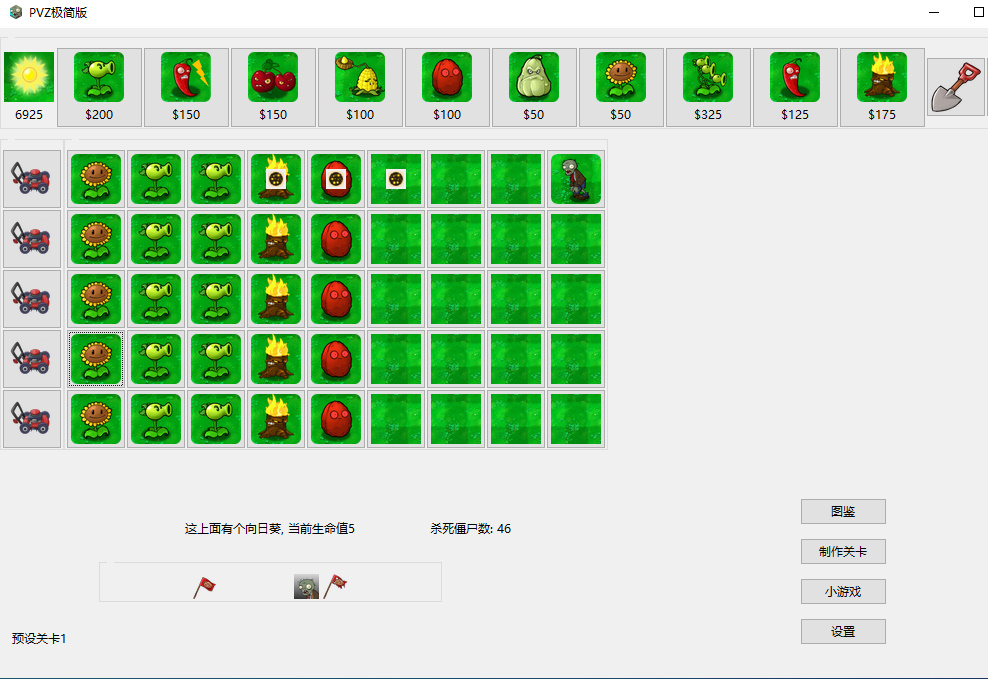 PVZ极简版
6925 $200 $150 $150 $100 $100 $50 $50 $325 $125 $175
这上面有个向日葵, 当前生命值5 杀死僵尸数: 46
图鉴
制作关卡
小游戏
设置
预设关卡1